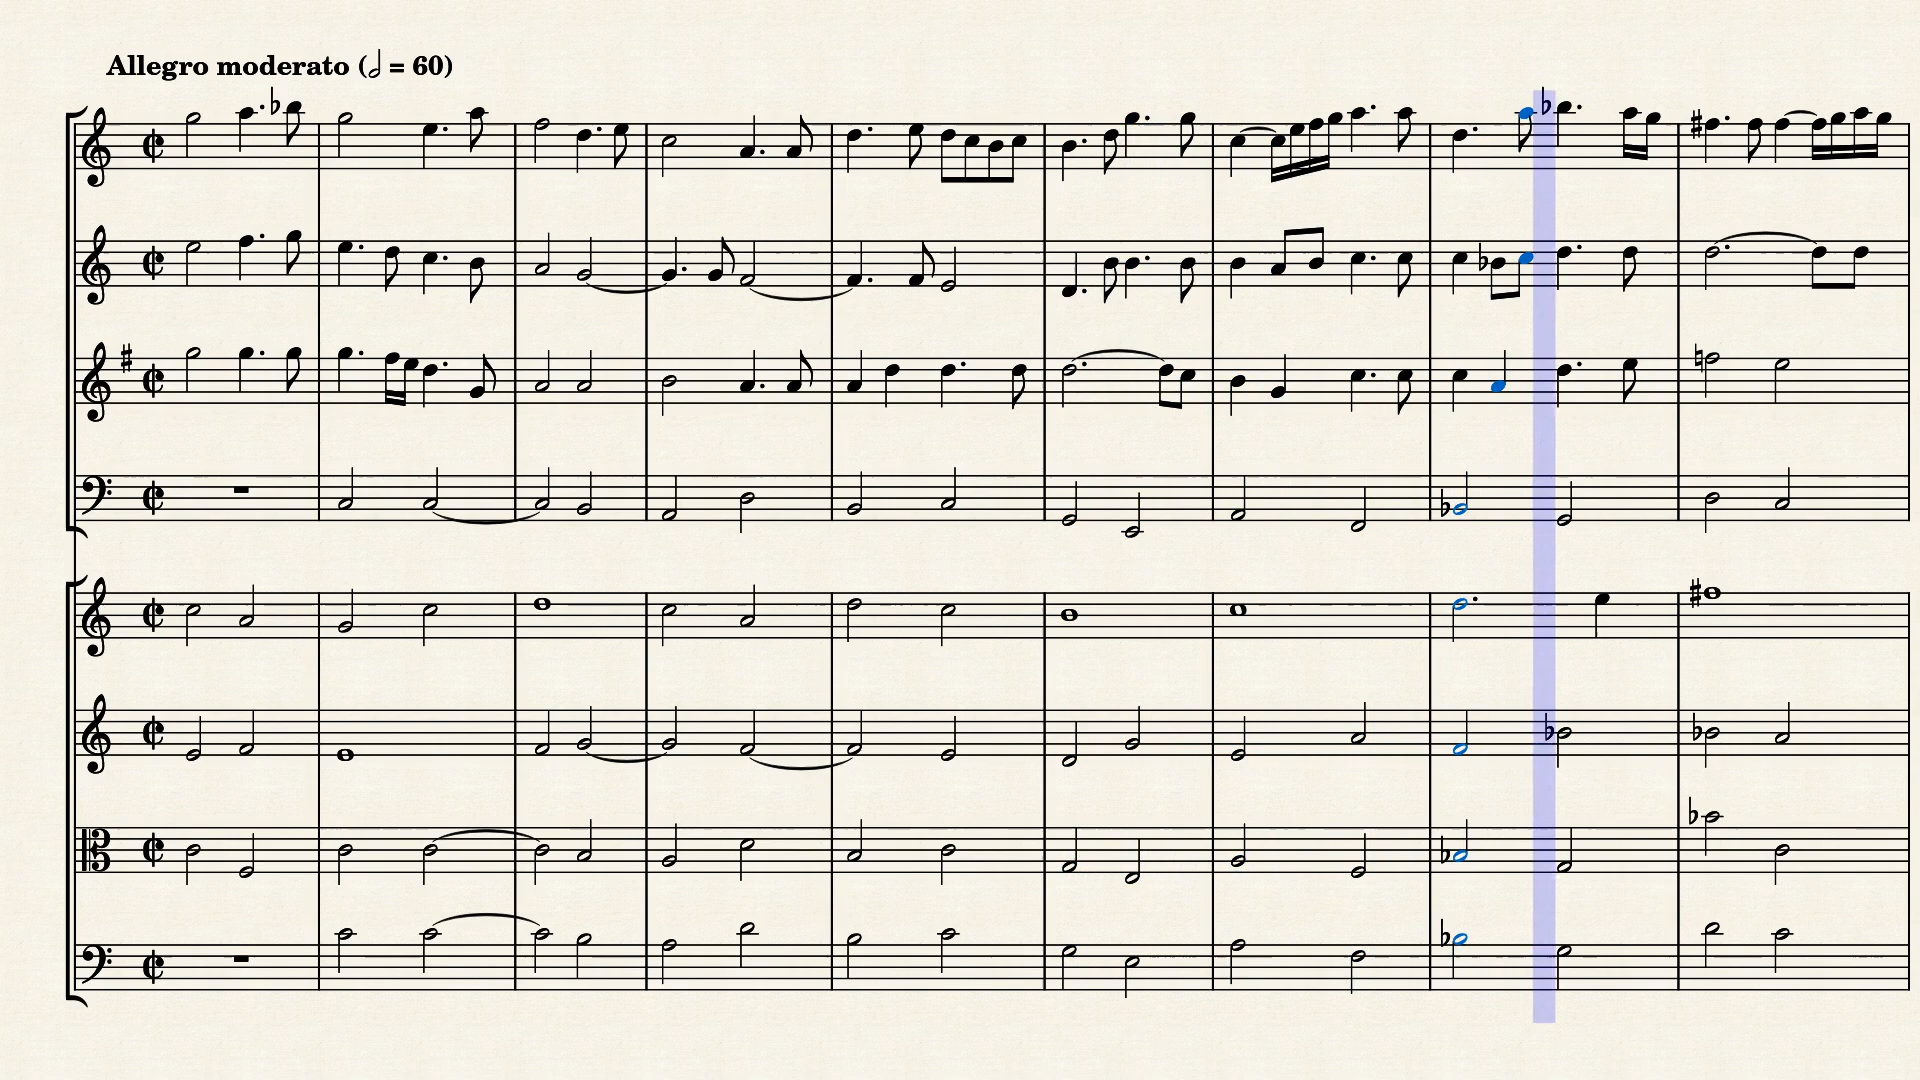 Allegro moderato (𝅗𝅥 = 60)